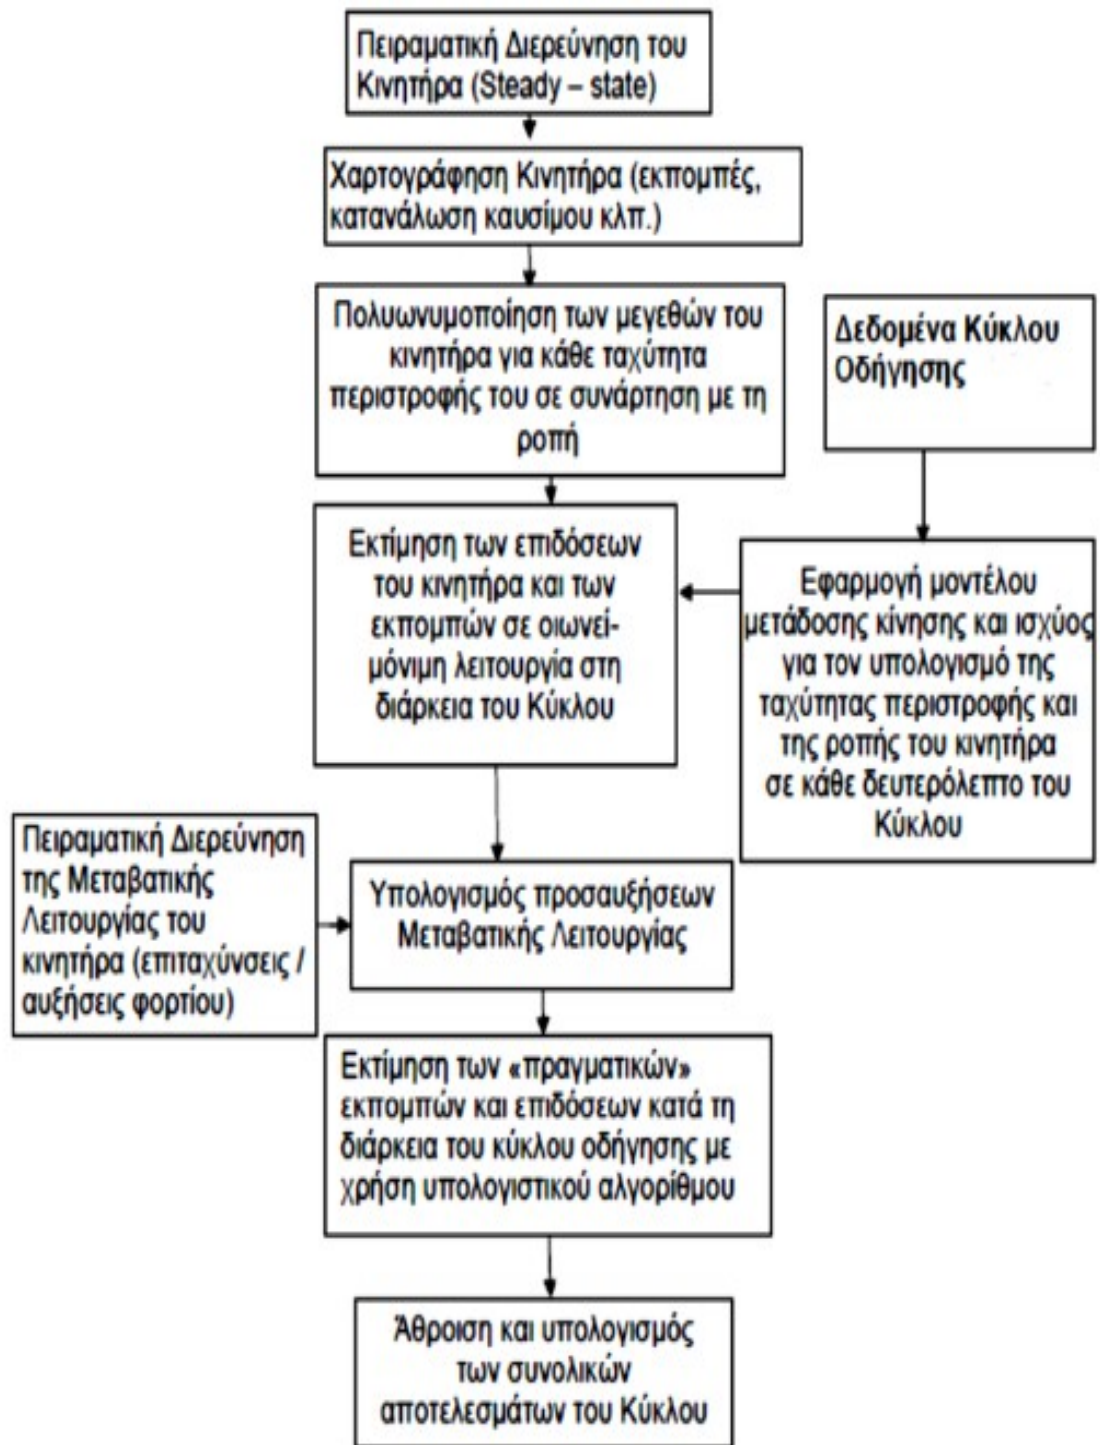 Πειραματική Διερεύνηση του
Κινητήρα (Steady – state)
Χαρτογράφηση Κινητήρα (εκπομπές,
κατανάλωση καυσίμου κλπ.)
Πολυωνυμοποίηση των μεγεθών του
κινητήρα για κάθε ταχύτητα
περιστροφής του σε συνάρτηση με τη
ροπή
Δεδομένα Κύκλου
Οδήγησης
Εκτίμηση των επιδόσεων
του κινητήρα και των
εκπομπών σε οιωνεί-
μόνιμη λειτουργία στη
διάρκεια του Κύκλου
Εφαρμογή μοντέλου
μετάδοσης κίνησης και ισχύος
για τον υπολογισμό της
ταχύτητας περιστροφής και
της ροπής του κινητήρα
σε κάθε δευτερόλεπτο του
Κύκλου
Πειραματική Διερεύνηση
της Μεταβατικής
Λειτουργίας του
κινητήρα (επιταχύνσεις /
αυξήσεις φορτίου)
Υπολογισμός προσαυξήσεων
Μεταβατικής Λειτουργίας
Εκτίμηση των «πραγματικών»
εκπομπών και επιδόσεων κατά τη
διάρκεια του κύκλου οδήγησης με
χρήση υπολογιστικού αλγορίθμου
Άθροιση και υπολογισμός
των συνολικών
αποτελεσμάτων του Κύκλου